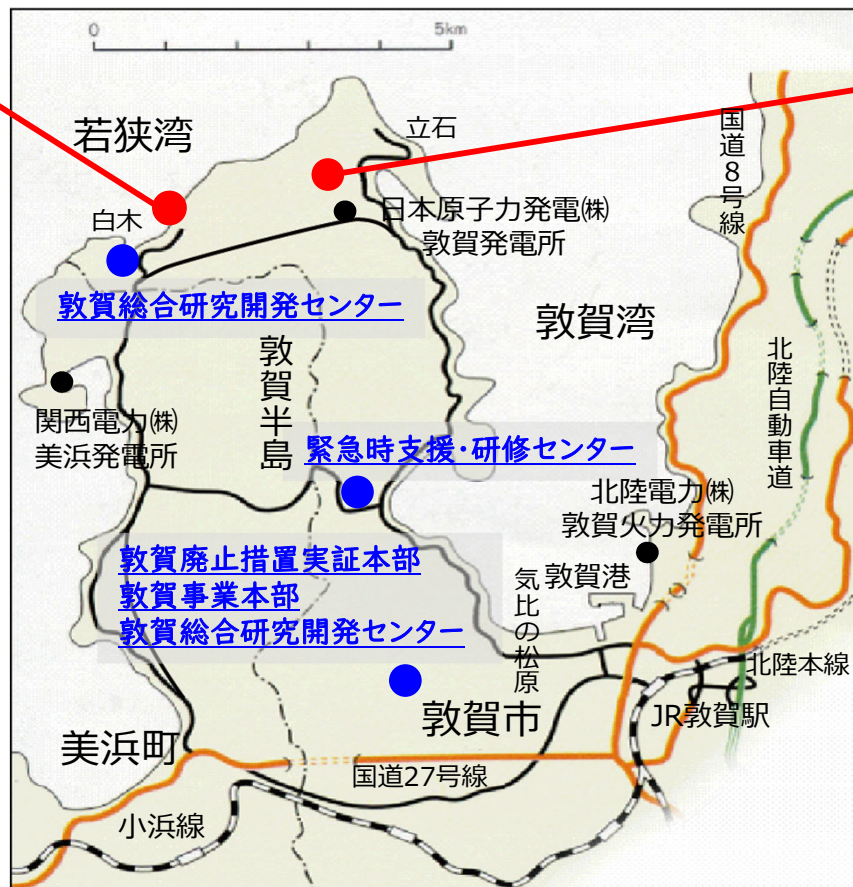 0
5km
若狭湾
立石
国道8号線
白木
日本原子力発電㈱
敦賀発電所
敦賀総合研究開発センター
敦賀湾
敦賀半島
北陸自動車道
関西電力㈱
美浜発電所
緊急時支援・研修センター
北陸電力㈱
敦賀火力発電所
敦賀廃止措置実証本部
敦賀事業本部
敦賀総合研究開発センター
気比の松原
敦賀港
北陸本線
敦賀市
JR敦賀駅
美浜町
国道27号線
小浜線